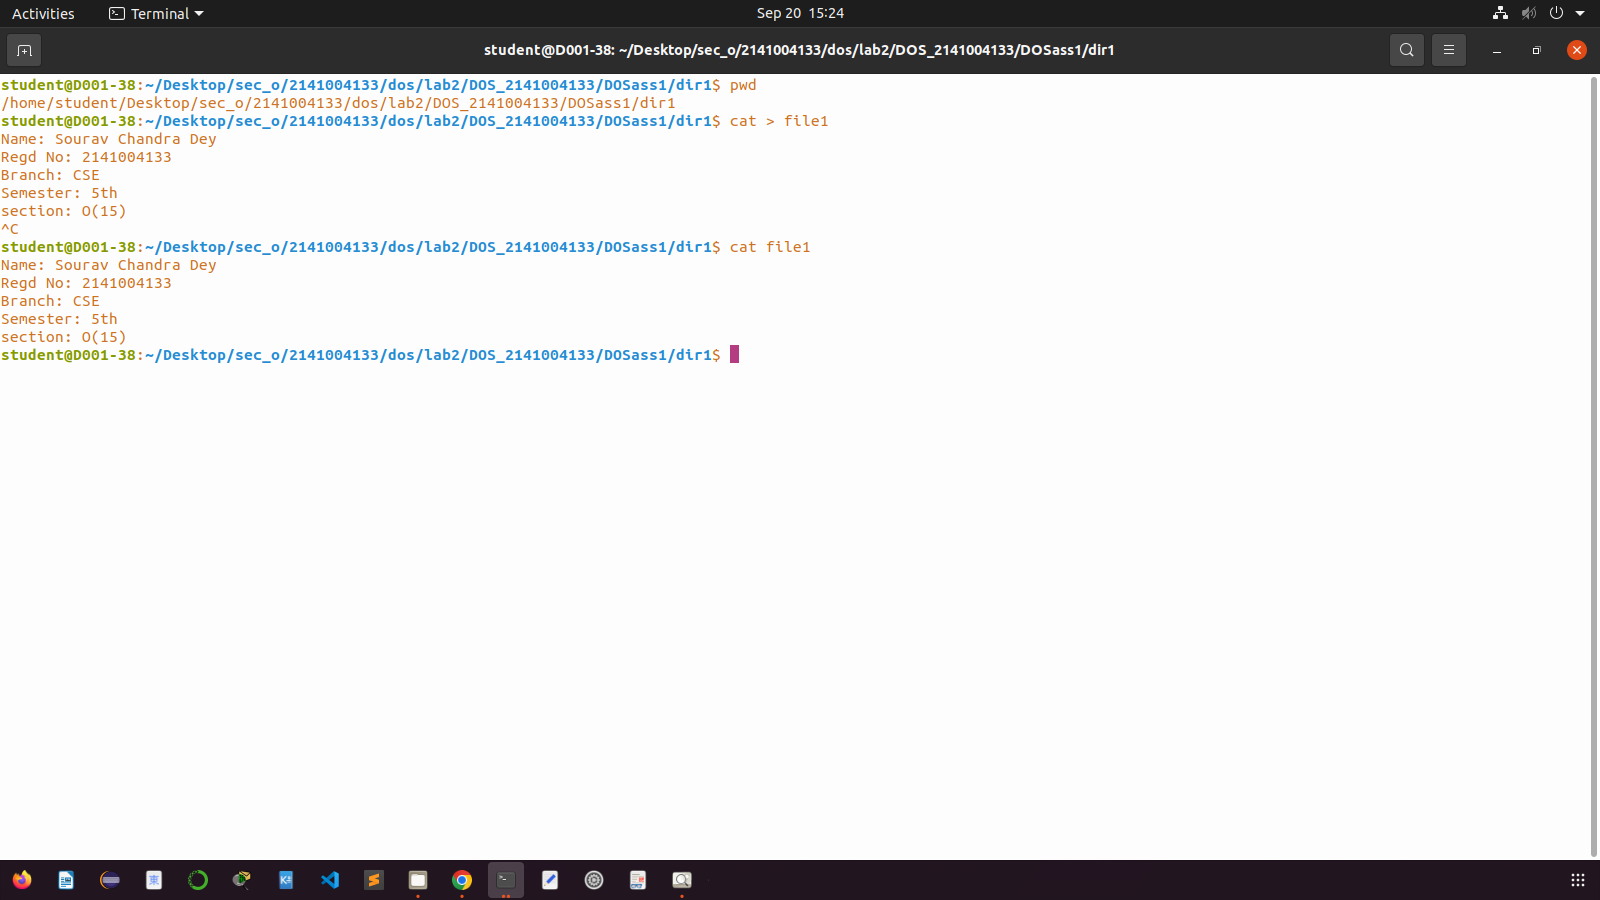 Activities
Terminal
Sep 20 15:24
student@D001-38: ~/Desktop/sec_o/2141004133/dos/lab2/DOS_2141004133/DOSass1/dir1
student@D001-38:~/Desktop/sec_o/2141004133/dos/lab2/DOS_2141004133/DOSass1/dir1$ pwd
/home/student/Desktop/sec_o/2141004133/dos/lab2/DOS_2141004133/DOSass1/dir1
student@D001-38:~/Desktop/sec_o/2141004133/dos/lab2/DOS_2141004133/DOSass1/dir1$ cat > file1
Name: Sourav Chandra Dey
Regd No: 2141004133
Branch: CSE
Semester: 5th
section: O(15)
^C
student@D001-38:~/Desktop/sec_o/2141004133/dos/lab2/DOS_2141004133/DOSass1/dir1$ cat file1
Name: Sourav Chandra Dey
Regd No: 2141004133
Branch: CSE
Semester: 5th
section: O(15)
student@D001-38:~/Desktop/sec_o/2141004133/dos/lab2/DOS_2141004133/DOSass1/dir1$